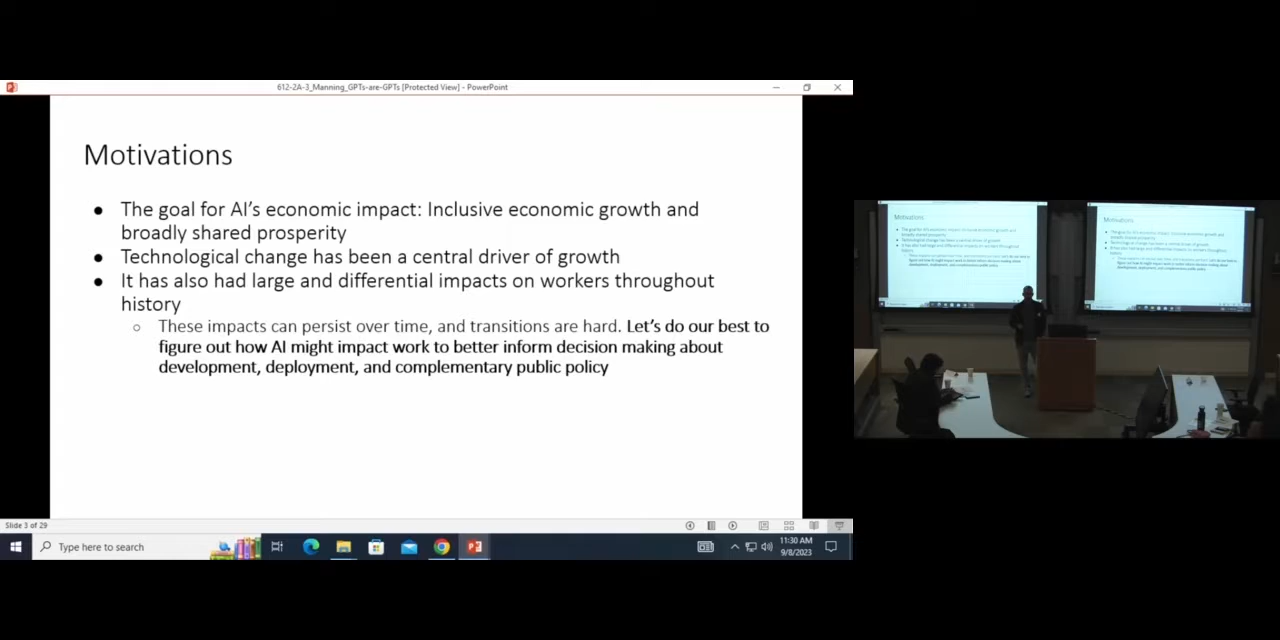 612-2A-3_Manning_GPTs-are-GPTs [Protected View] - PowerPoint
Motivations
● The goal for AI’s economic impact: Inclusive economic growth and
broadly shared prosperity
● Technological change has been a central driver of growth
● It has also had large and differential impacts on workers throughout
history
○ These impacts can persist over time, and transitions are hard. Let’s do our best to
figure out how AI might impact work to better inform decision making about
development, deployment, and complementary public policy
Slide 3 of 29
Type here to search
11:30 AM
9/8/2023
Motivations
Motivations